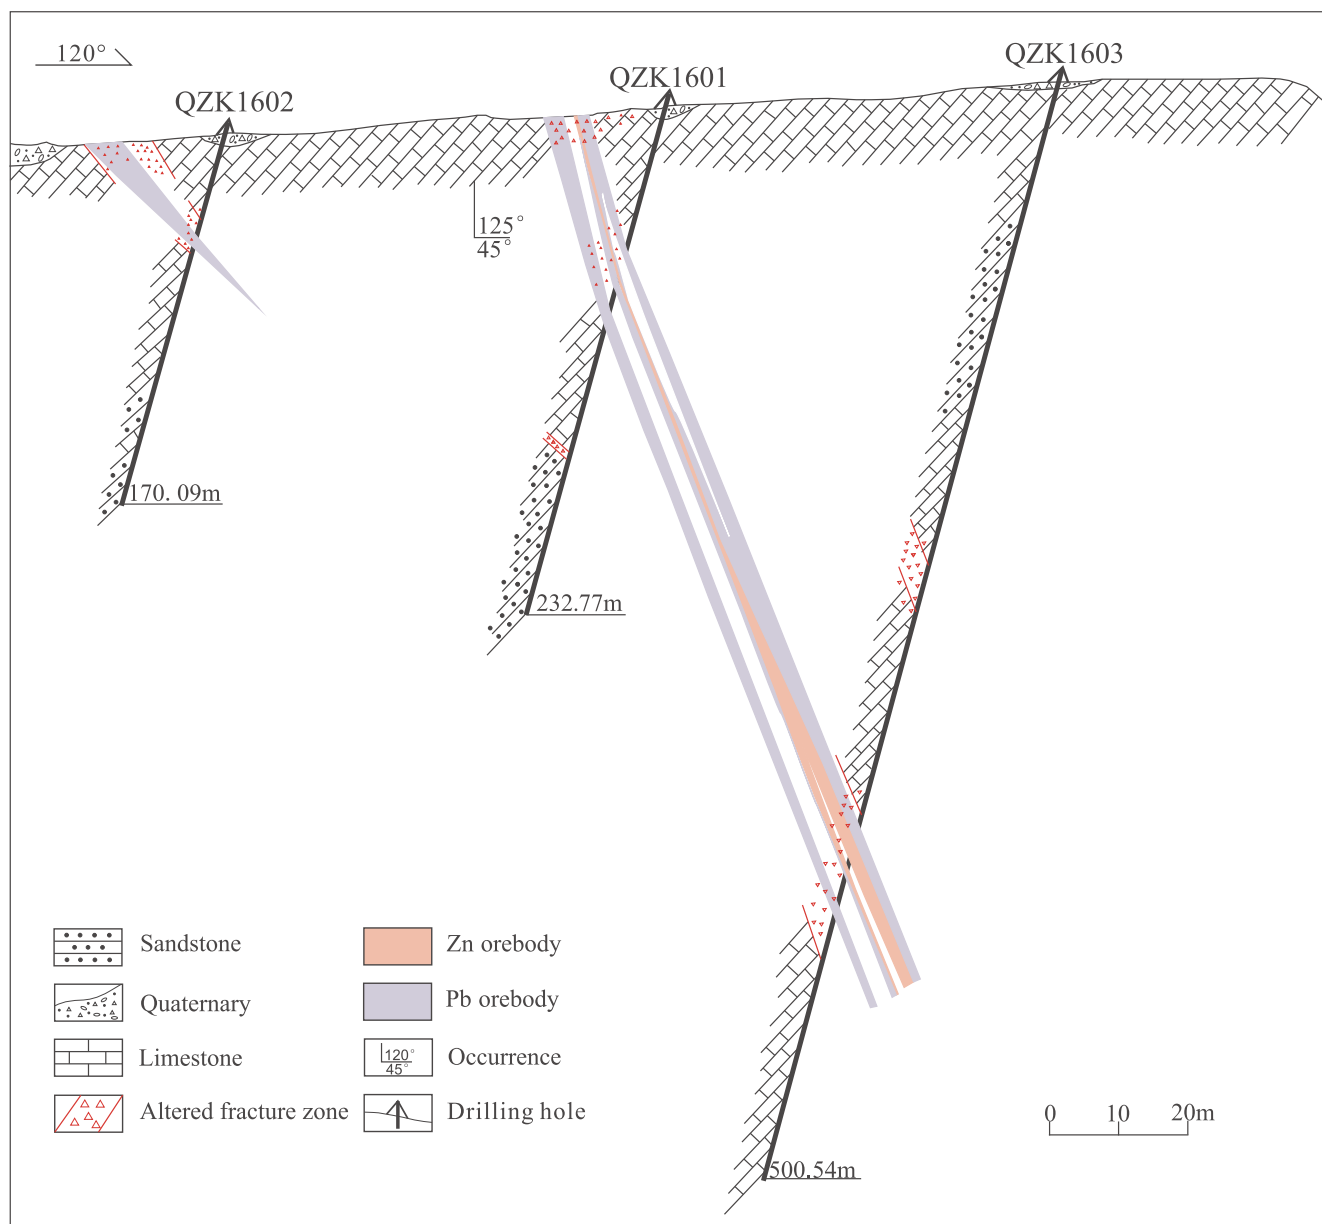 120°
QZK1602
QZK1601
QZK1603
125°
45°
170. 09m
232.77m
500.54m
Sandstone
Quaternary
Limestone
Altered fracture zone
Zn orebody
Pb orebody
120°
45°
Occurrence
Drilling hole
0 10 20m